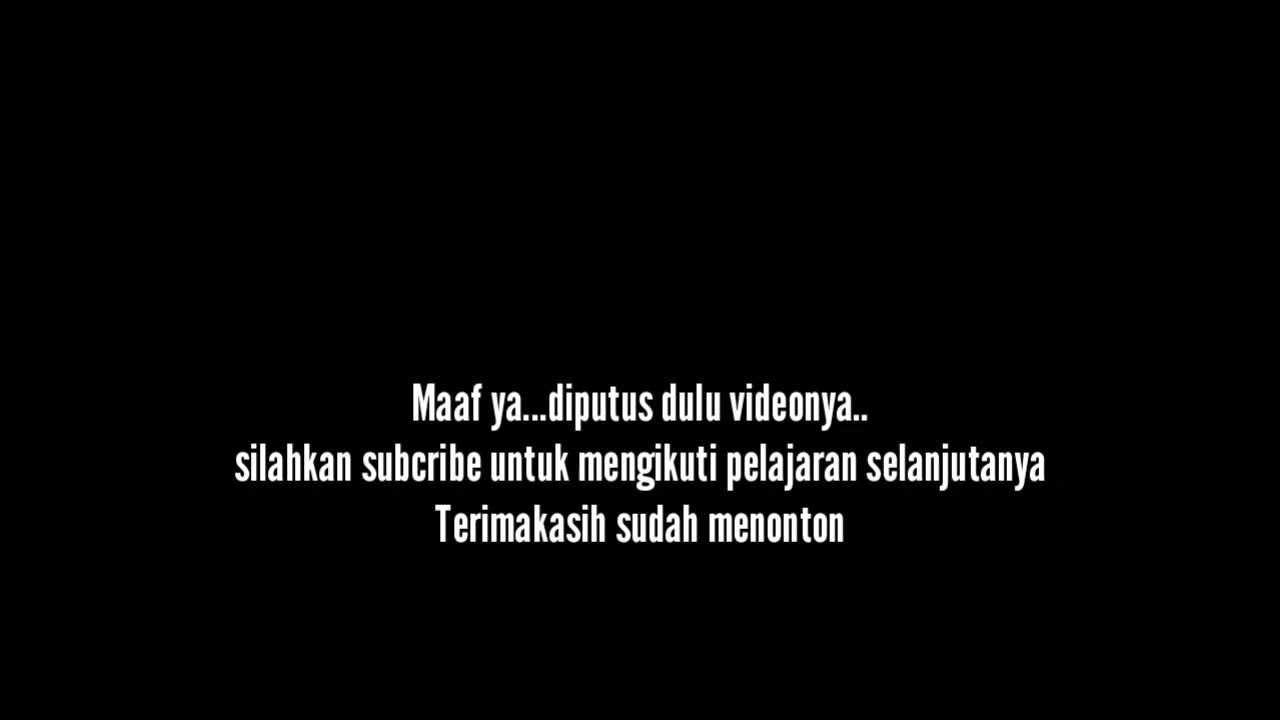 Maaf ya...diputus dulu videonya..
silahkan subcribe untuk mengikuti pelajaran selanjutanya
Terimakasih sudah menonton